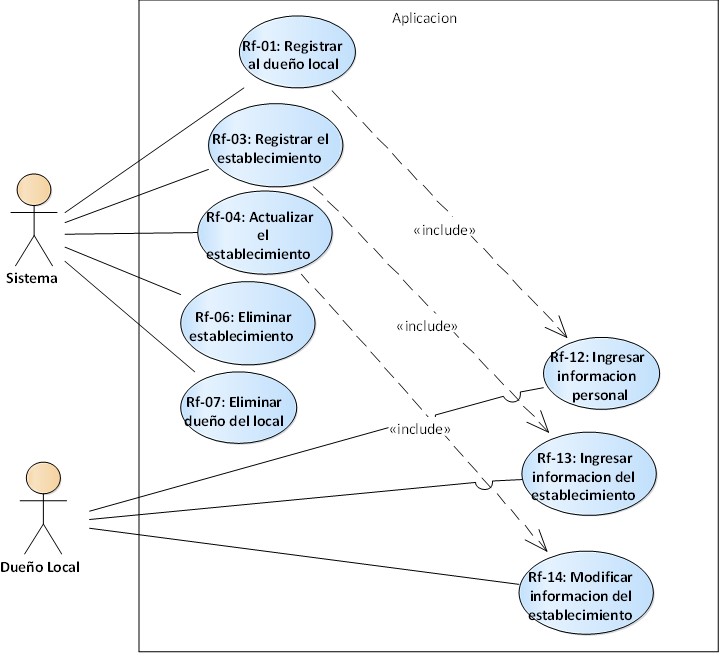 Aplicacion
Rf-01: Registrar
al dueño local
Rf-03: Registrar el
establecimiento
Rf-04: Actualizar
el
establecimiento
Sistema
«include»
Rf-06: Eliminar
establecimiento
«include»
Rf-12: Ingresar
informacion
personal
Rf-07: Eliminar
dueño del local
«include»
Rf-13: Ingresar
informacion del
establecimiento
Dueño Local
Rf-14: Modificar
informacion del
establecimiento